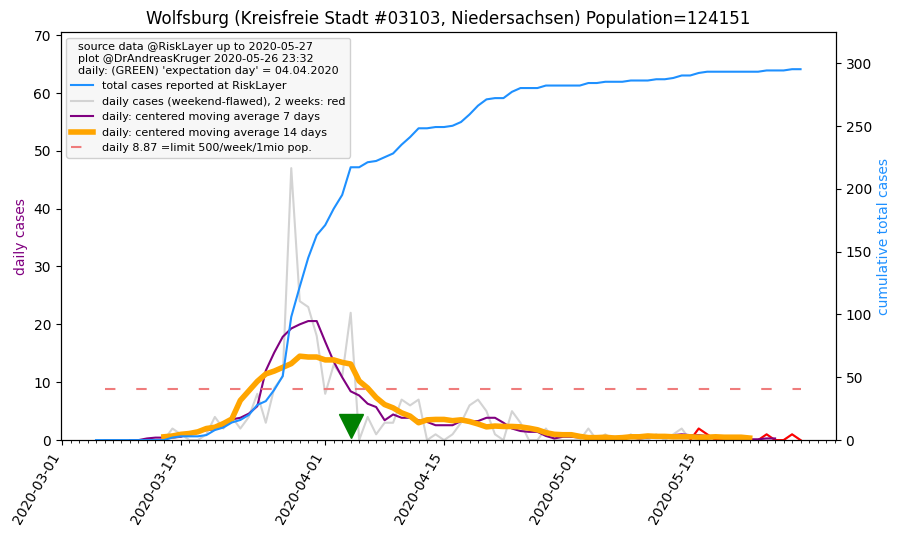 Wolfsburg (Kreisfreie Stadt #03103, Niedersachsen) Population=124151
source data @RiskLayer up to 2020-05-27
plot @DrAndreasKruger 2020-05-26 23:32
daily: (GREEN) 'expectation day' = 04.04.2020
total cases reported at RiskLayer
daily cases (weekend-flawed), 2 weeks: red
daily: centered moving average 7 days
daily: centered moving average 14 days
daily 8.87 =limit 500/week/1mio pop.
daily cases
70
60
50
40
30
20
10
0
cumulative total cases
300
250
200
150
100
50
0
2020-03-01
2020-03-15
2020-04-01
2020-04-15
2020-05-01
2020-05-15